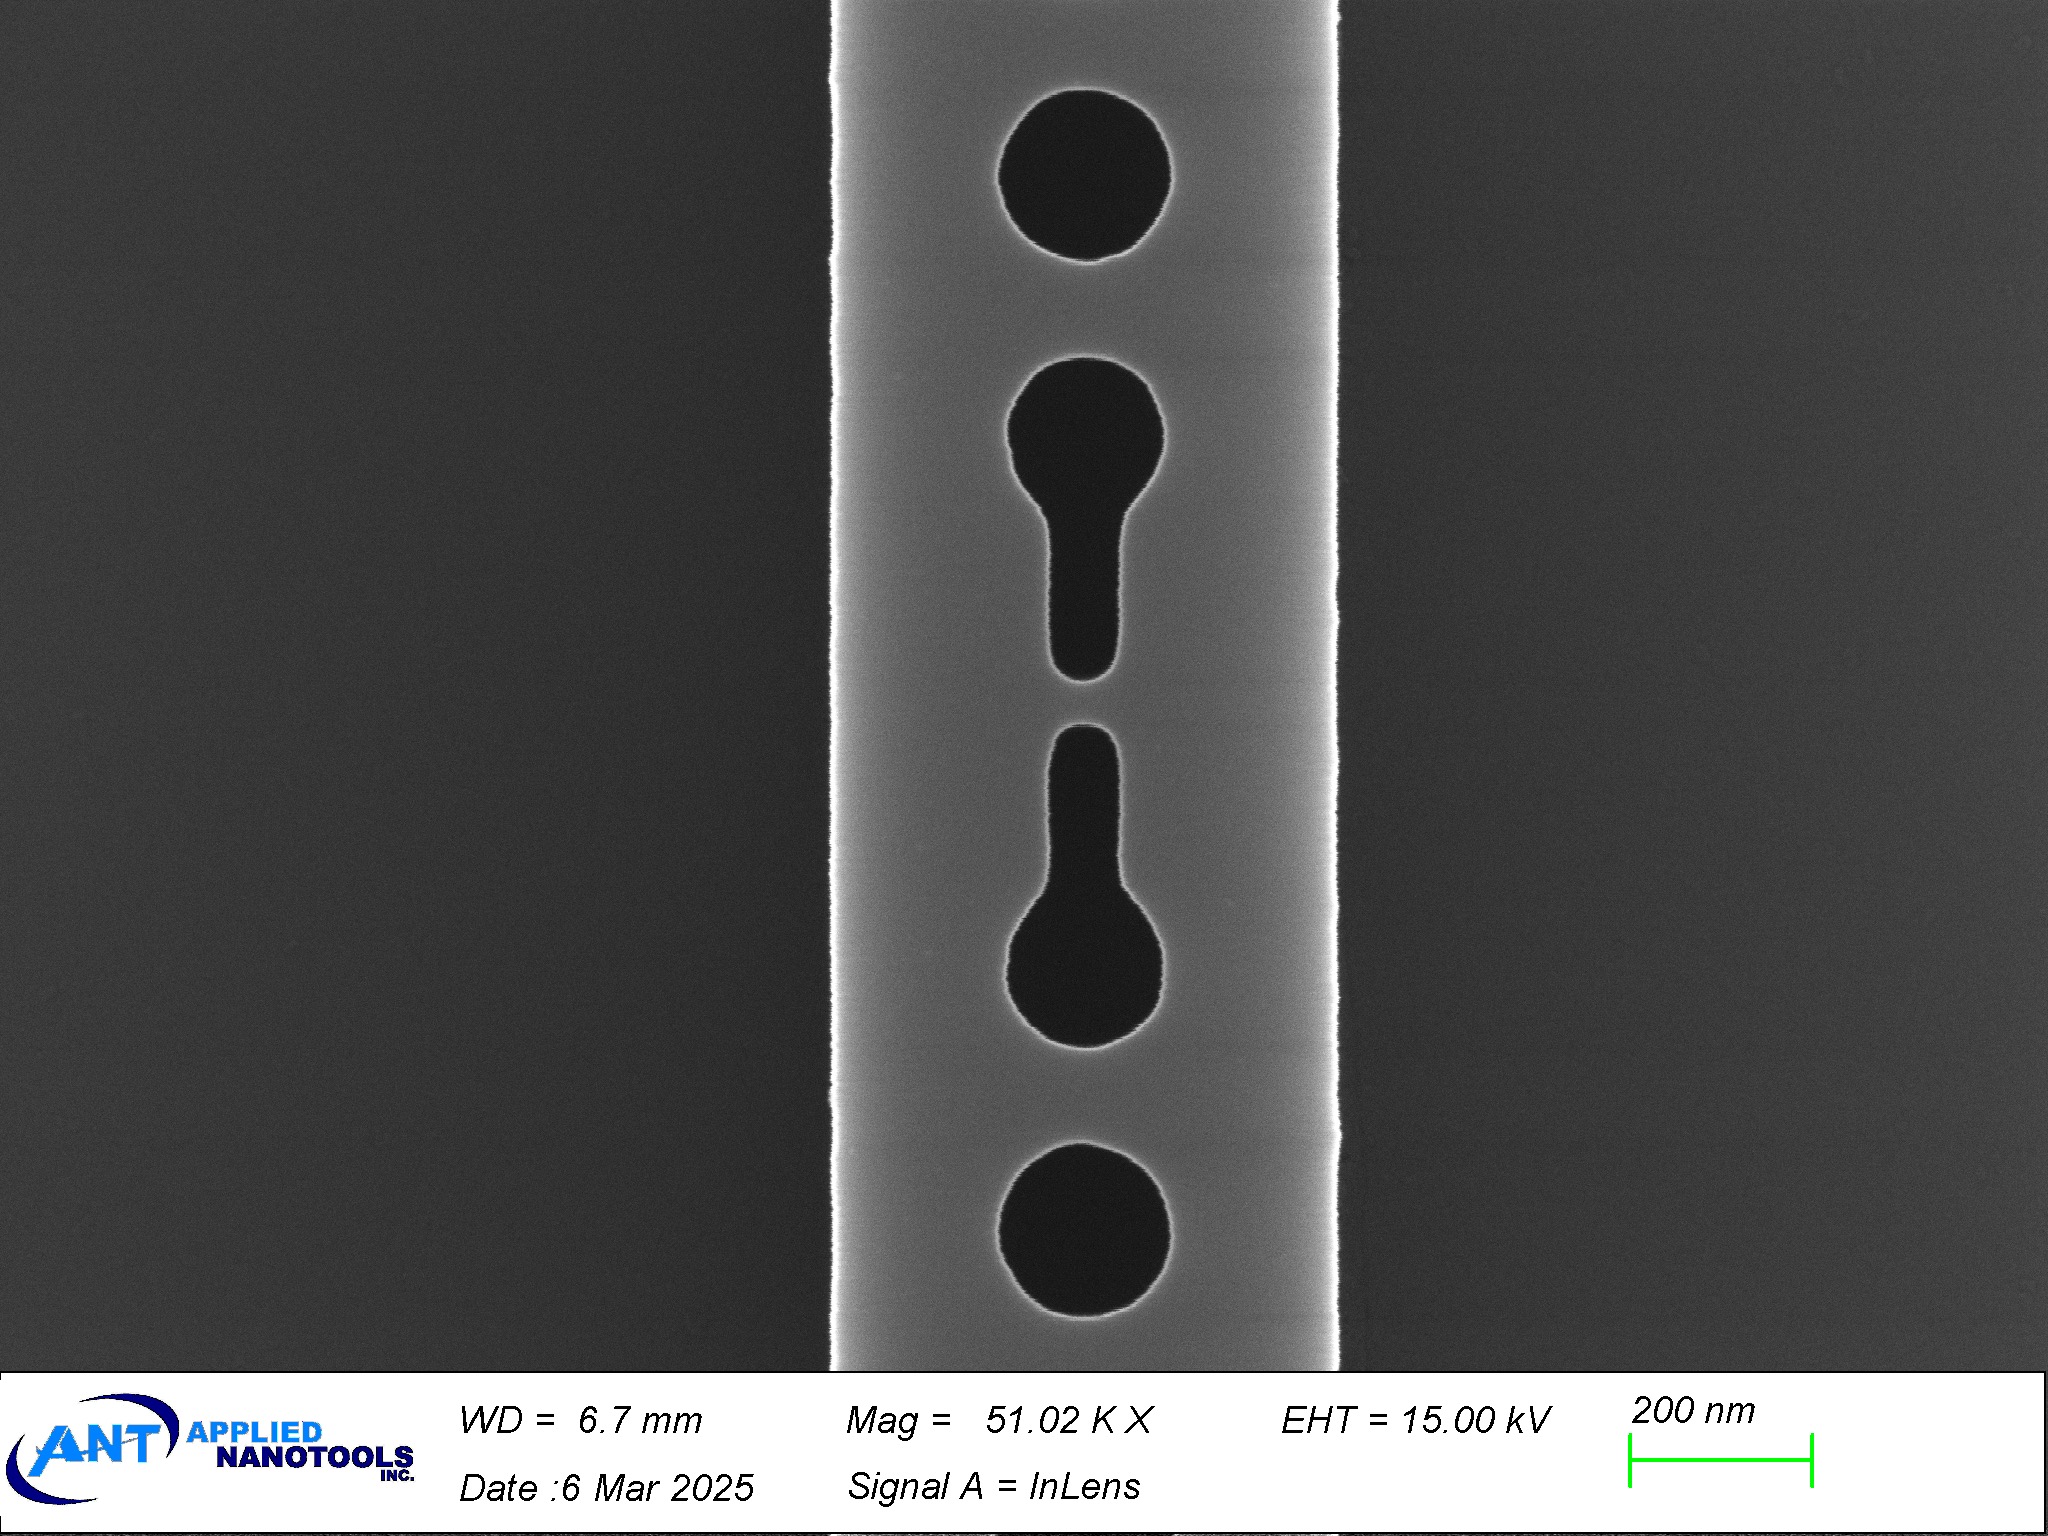 ANT APPLIED
NANOTOOLS
INC.
WD = 6.7 mm
Mag = 51.02 K X
EHT = 15.00 kV
200 nm
Date :6 Mar 2025
Signal A = InLens